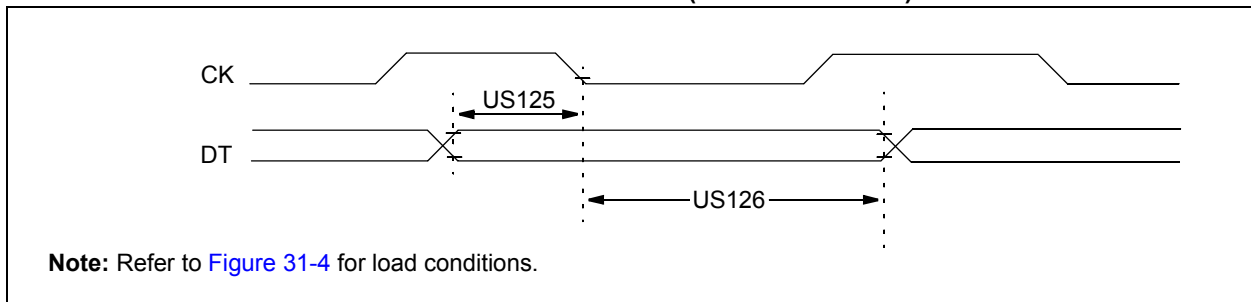 CK
US125
DT
US126
Note: Refer to Figure 31-4 for load conditions.